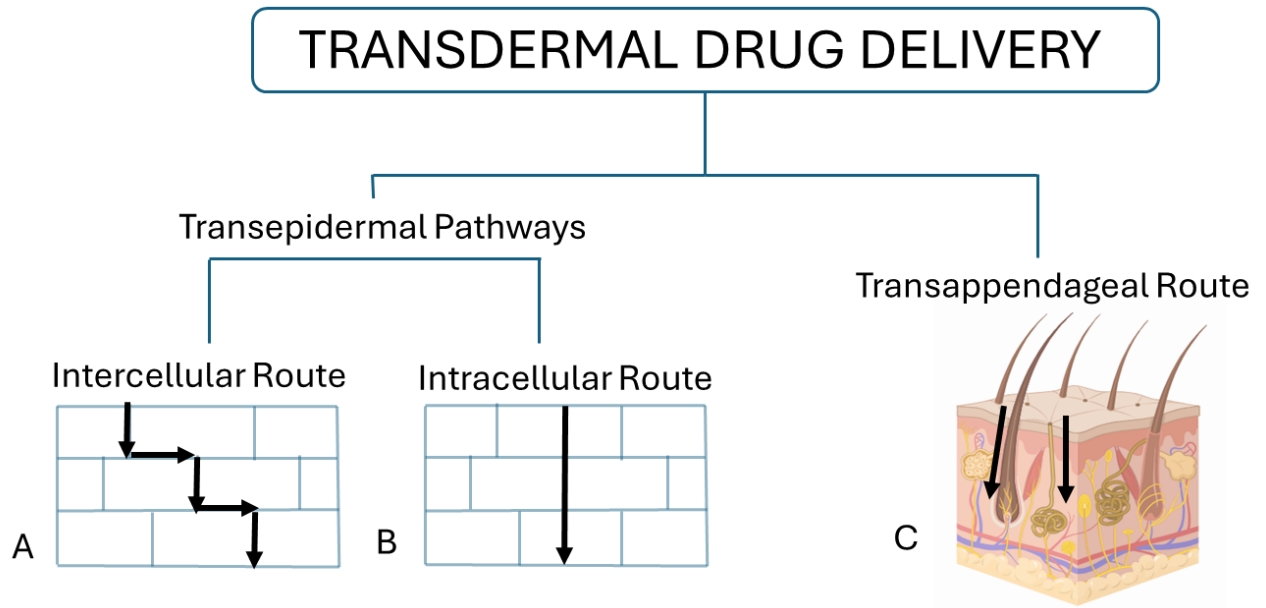 TRANSDERMAL DRUG DELIVERY
Transepidermal Pathways
Transappendageal Route
Intercellular Route
Intracellular Route
A
B
C